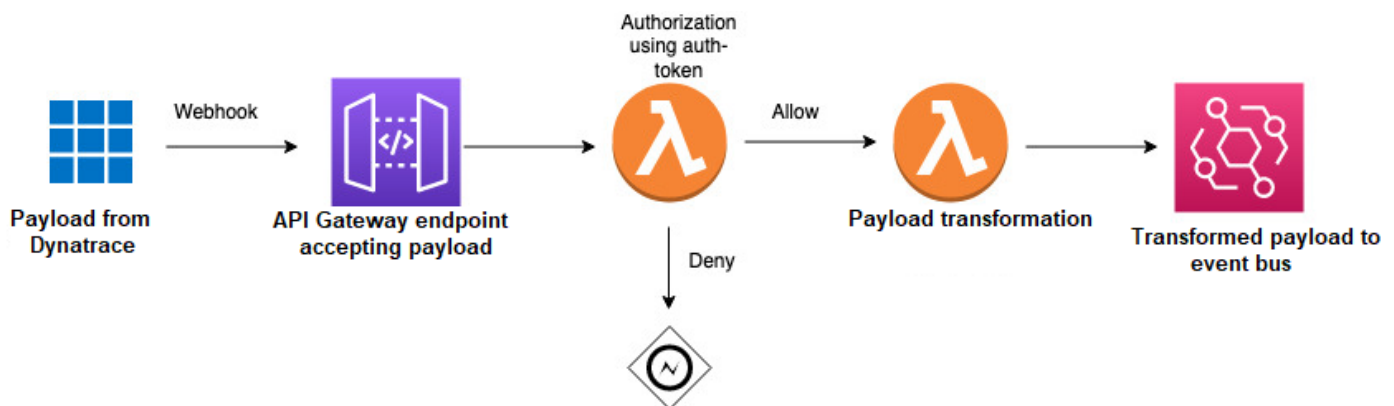 Authorization
using auth-
token
Webhook
Allow
</>
Payload from
Dynatrace
API Gateway endpoint
accepting payload
Payload transformation
Transformed payload to
event bus
Deny